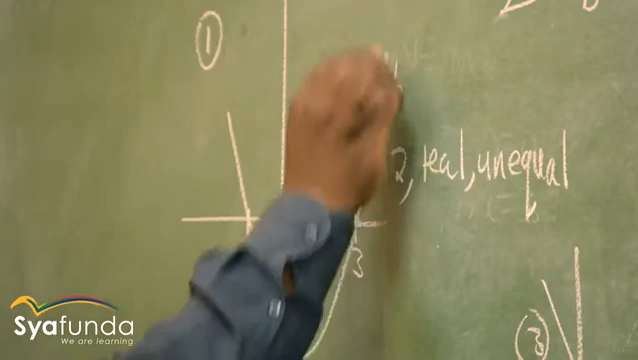 ①
2, real, unequal
3
③
Syafunda
We are learning